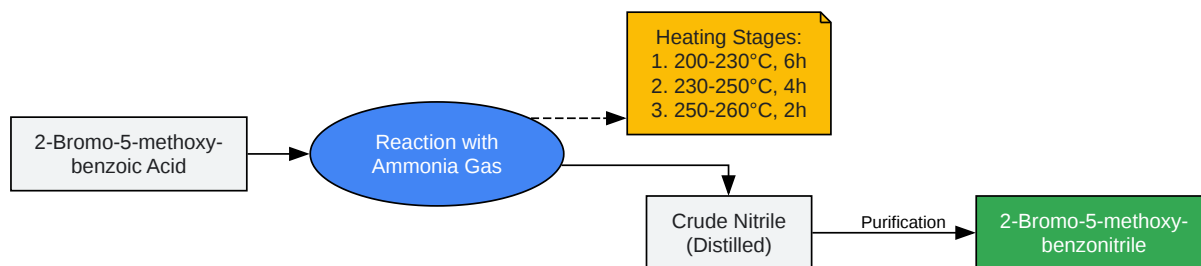 2-Bromo-5-methoxy-
benzoic Acid
Reaction with
Ammonia Gas
Heating Stages:
1. 200-230°C, 6h
2. 230-250°C, 4h
3. 250-260°C, 2h
Crude Nitrile
(Distilled)
Purification
2-Bromo-5-methoxy-
benzonitrile